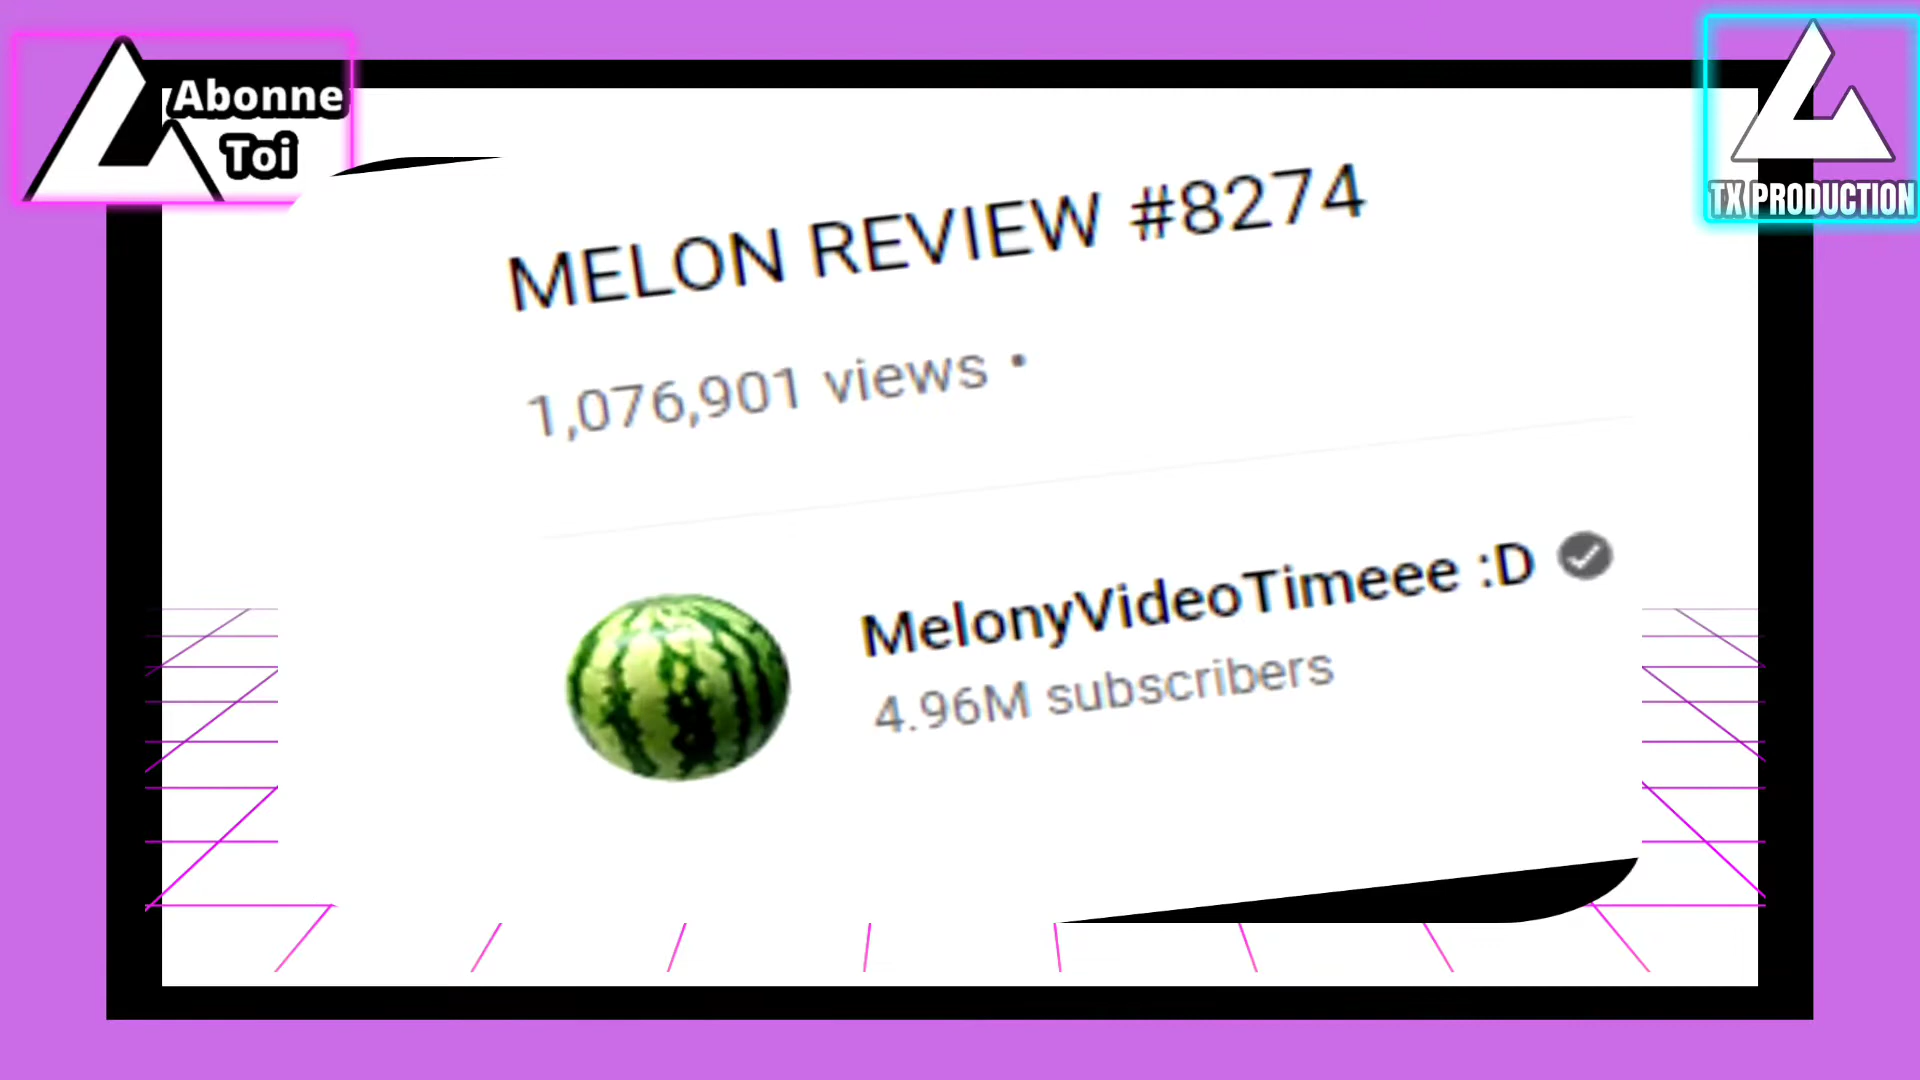 Abonne
Toi
TX PRODUCTION
MELON REVIEW #8274
1,076,901 views •
MelonyVideoTimeee :D
4.96M subscribers